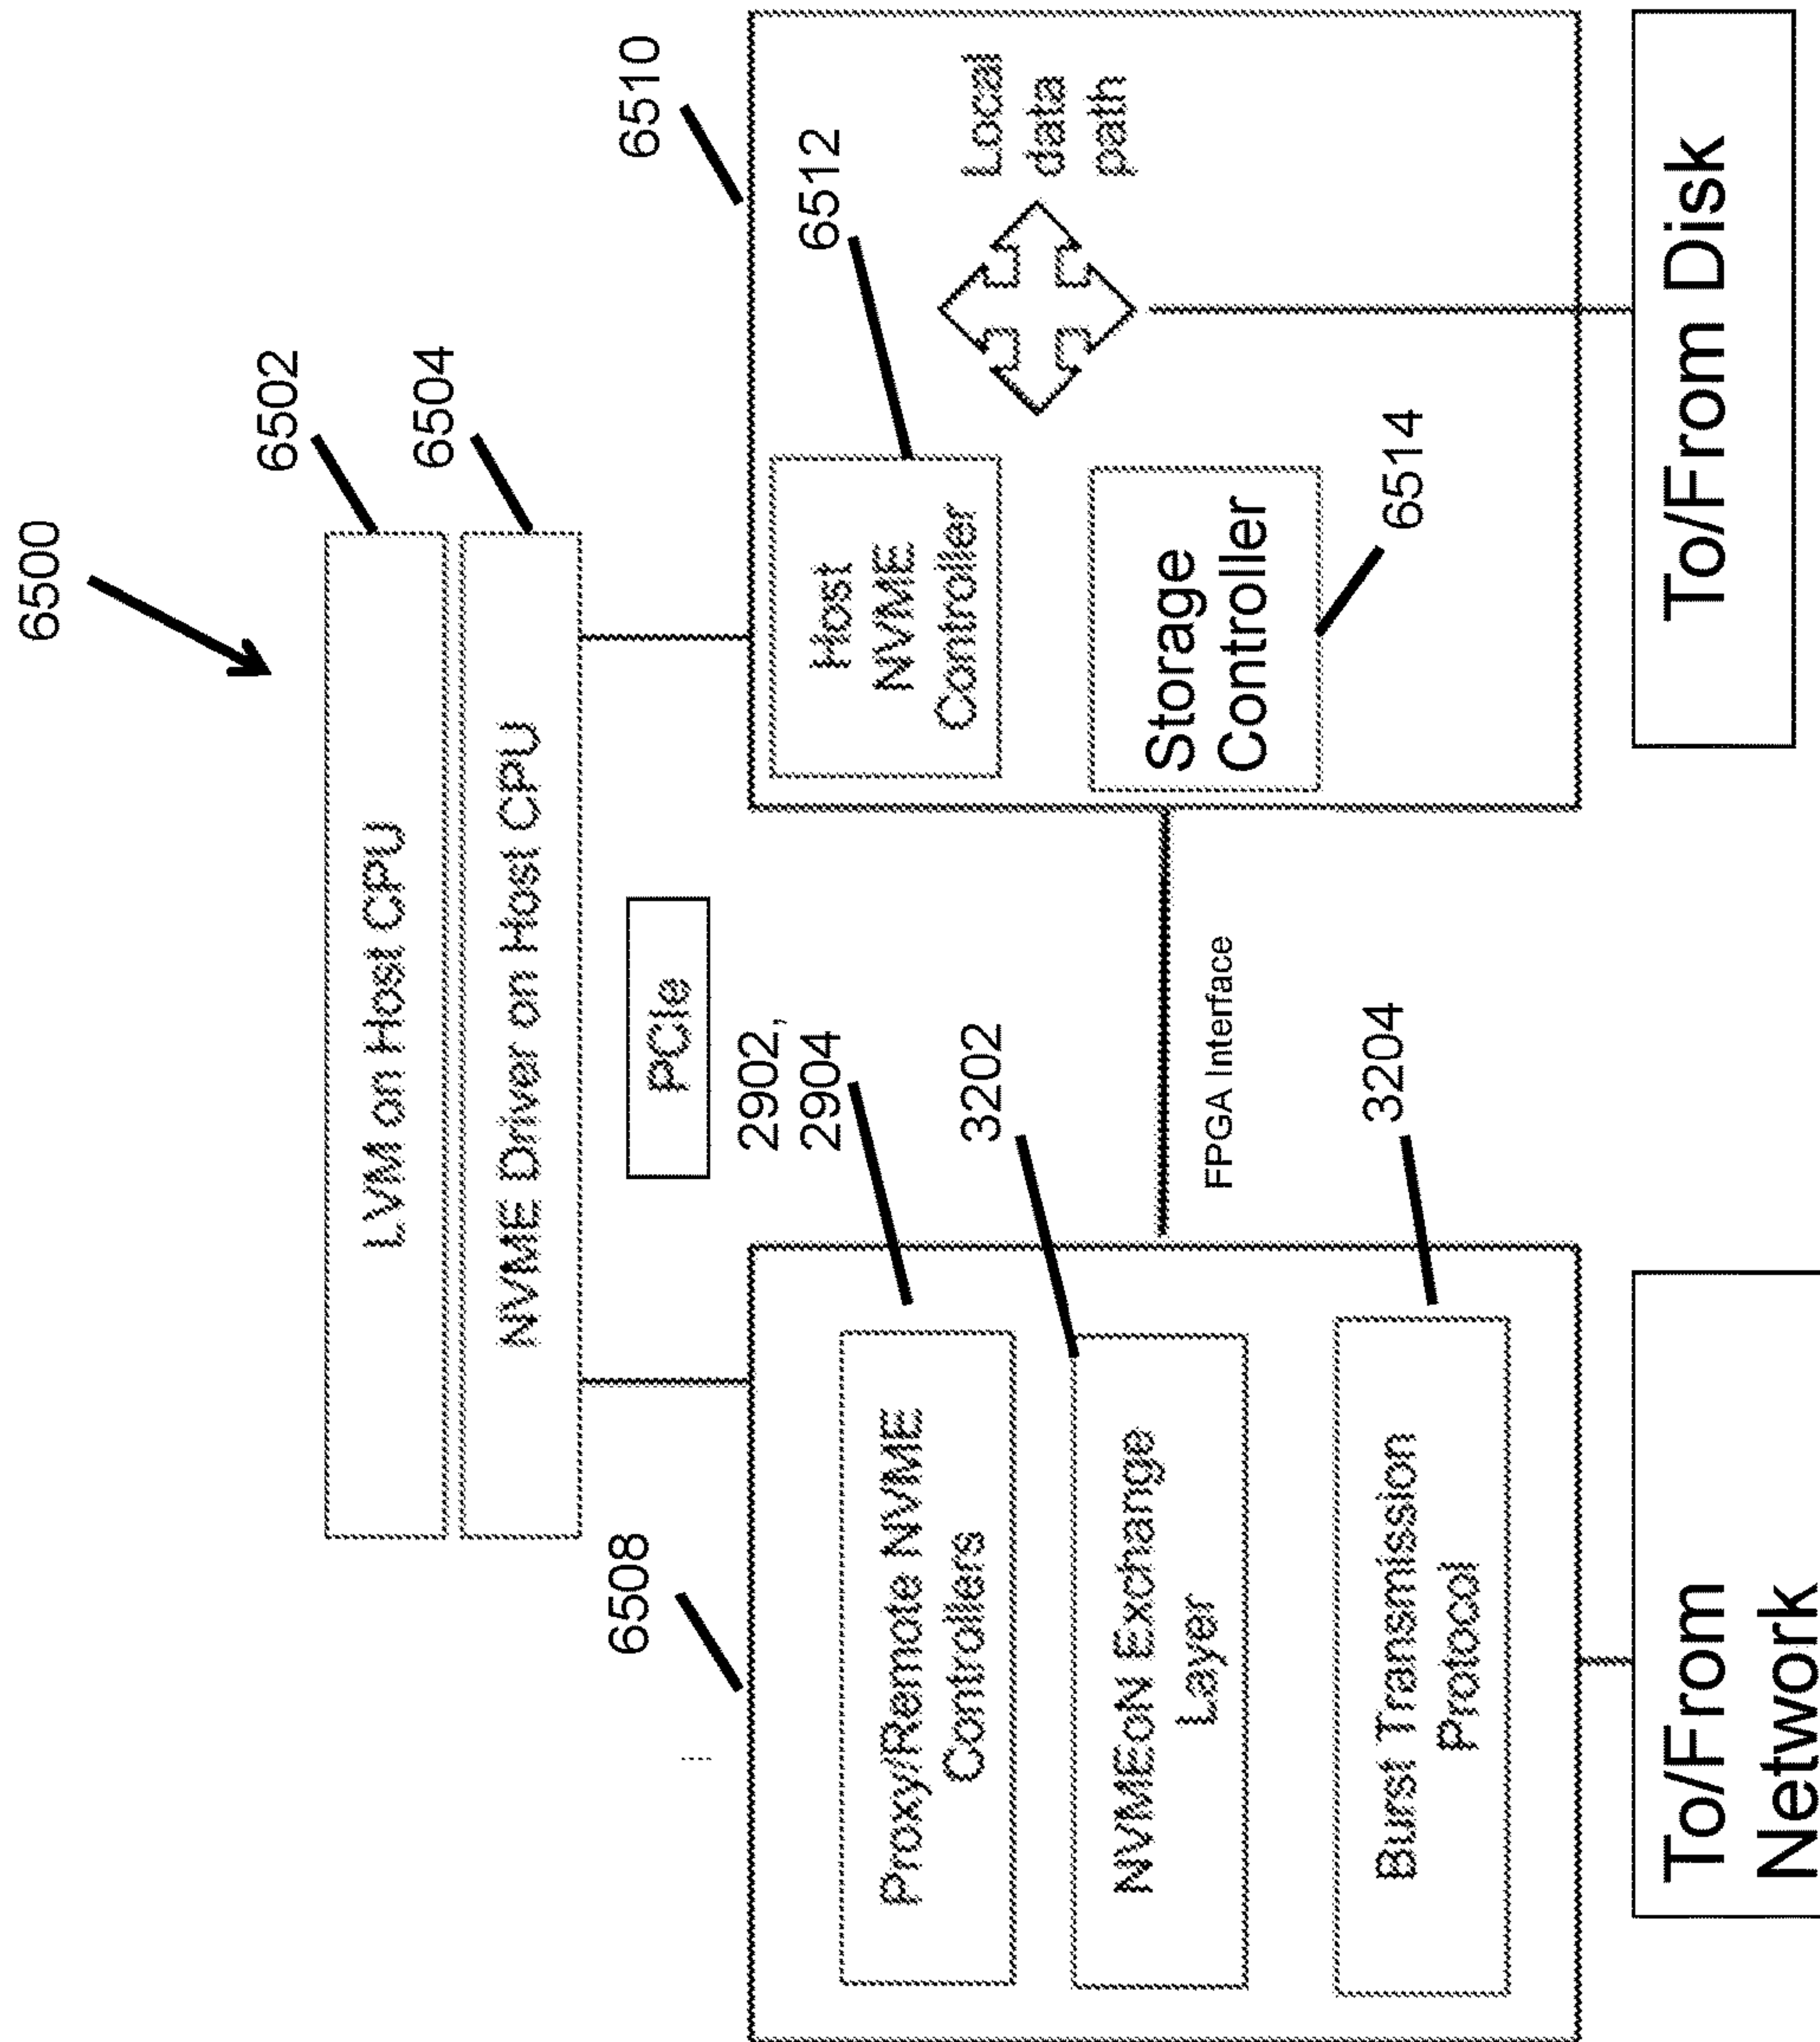 6500
6502
LVM on Host CPU
6504
NVME Driver on Host CPU
PCIe
6508
2902,
2904
Proxy/Remote NVME
Controllers
3202
NVMEoN Exchange
Layer
3204
Burst Transmission
Protocol
To/From
Network
FPGA Interface
6510
6512
Host
NVME
Controller
Local
data
path
Storage
Controller
6514
To/From Disk